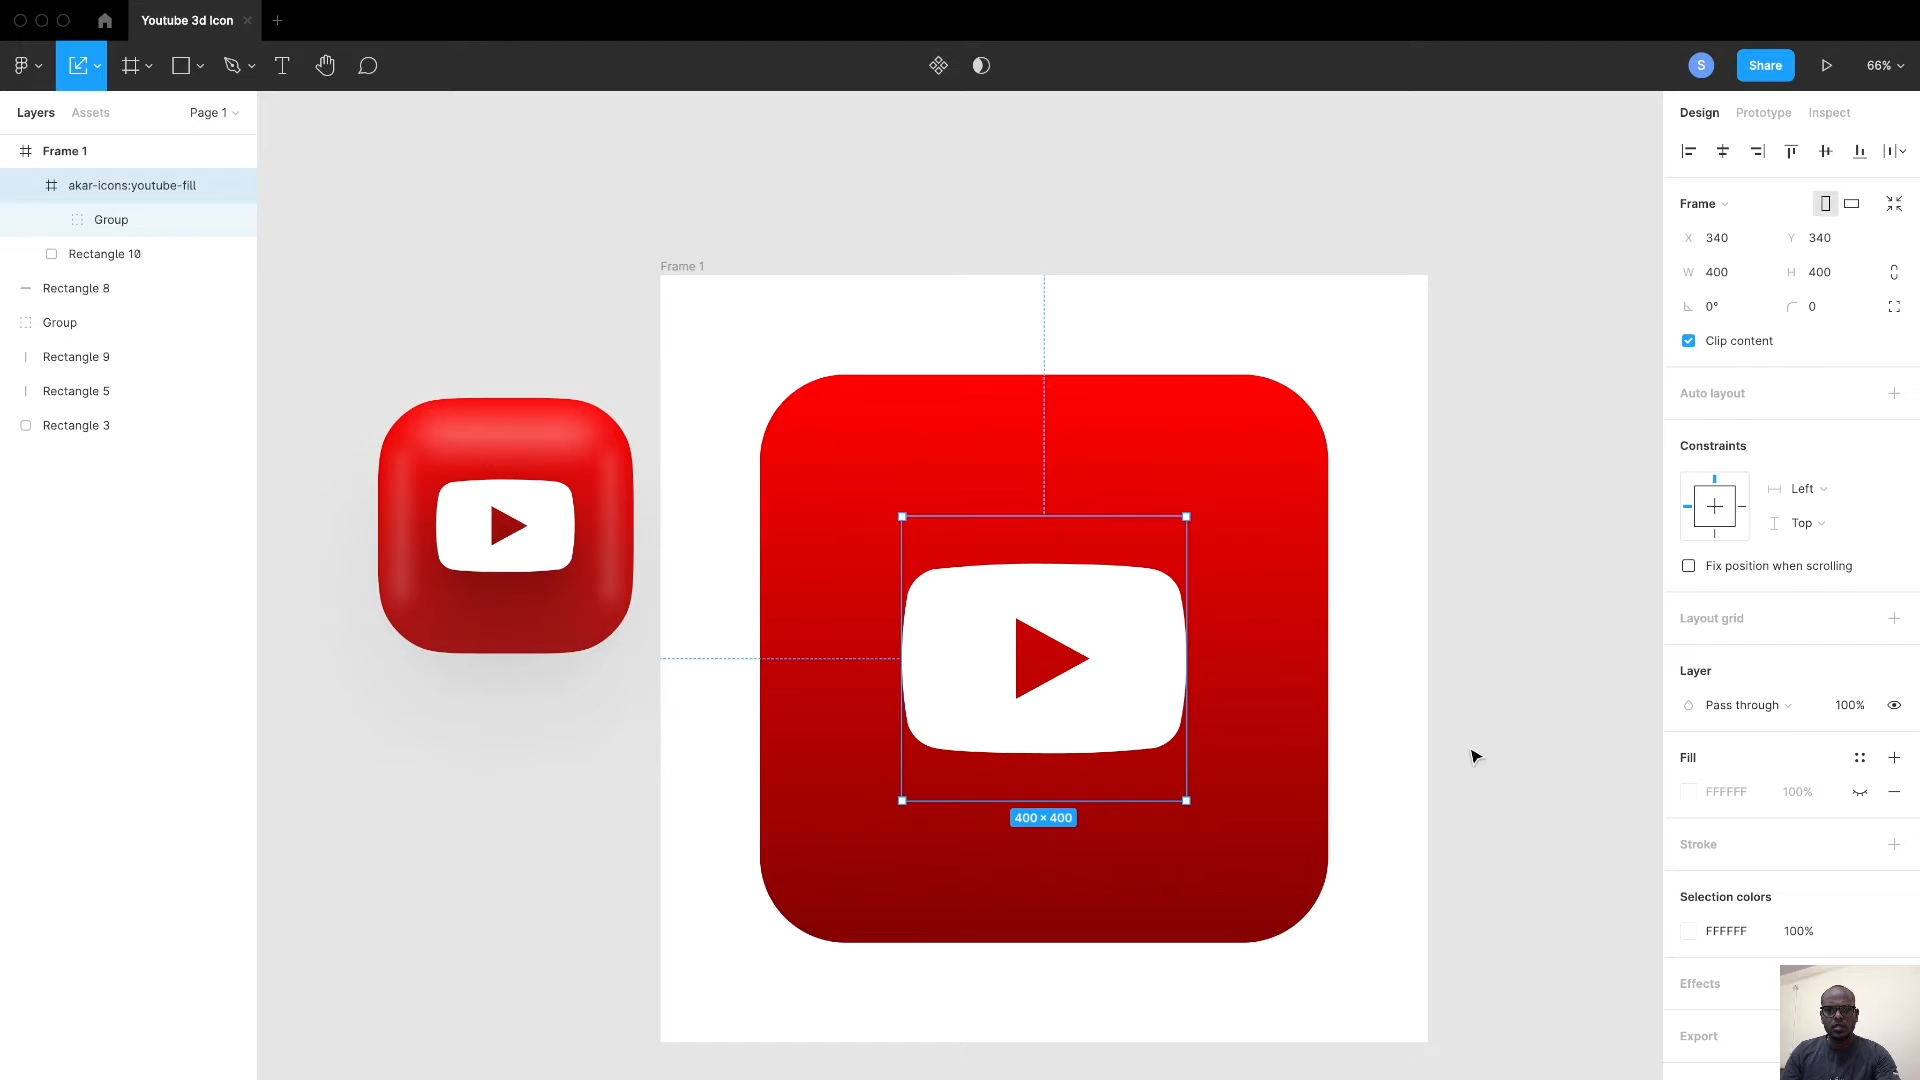 Youtube 3d Icon
S
Share
66%
Layers
Assets
Page 1
Design
Prototype
Inspect
Frame 1
akar-icons:youtube-fill
Group
Rectangle 10
Rectangle 8
Group
Rectangle 9
Rectangle 5
Rectangle 3
Frame 1
400 × 400
Frame
X 340
Y 340
W 400
H 400
0°
0
Clip content
Auto layout
Constraints
Left
Top
Fix position when scrolling
Layout grid
Layer
Pass through
100%
Fill
FFFFFF
100%
Stroke
Selection colors
FFFFFF
100%
Effects
Export